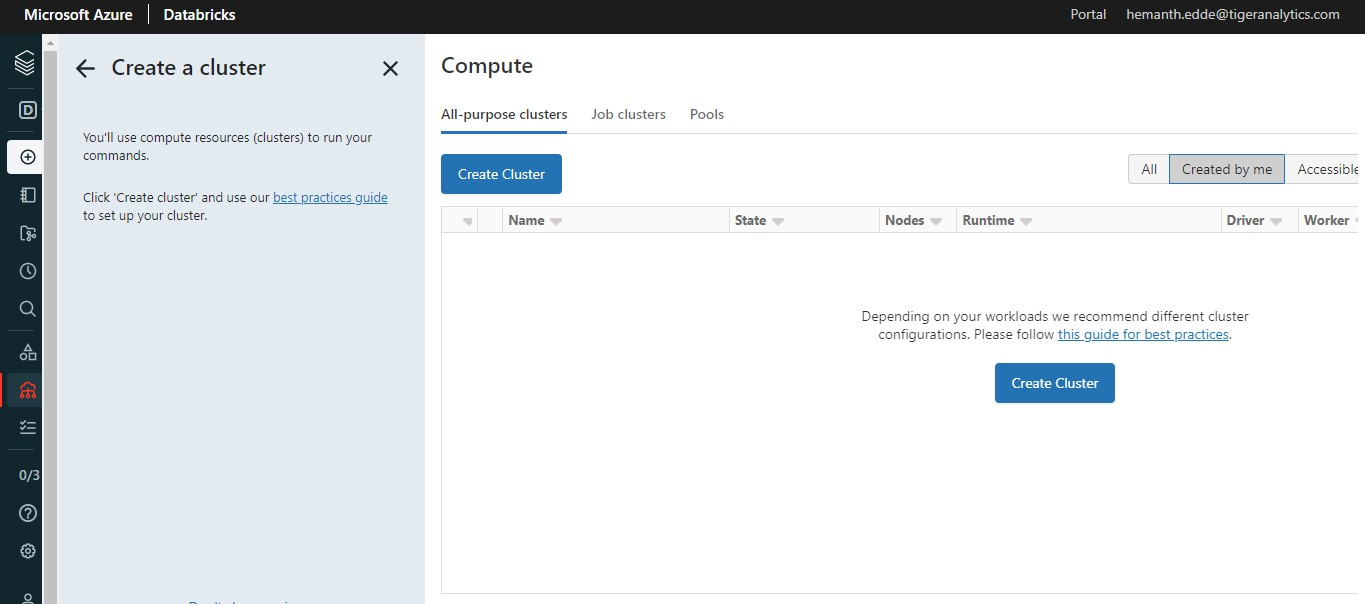 Microsoft Azure Databricks
Portal hemanth.edde@tigeranalytics.com
Create a cluster
You'll use compute resources (clusters) to run your
commands.
Click 'Create cluster' and use our best practices guide
to set up your cluster.
D
0/3
Compute
All-purpose clusters Job clusters Pools
Create Cluster
All Created by me Accessible
Name State Nodes Runtime Driver Worker
Depending on your workloads we recommend different cluster
configurations. Please follow this guide for best practices.
Create Cluster